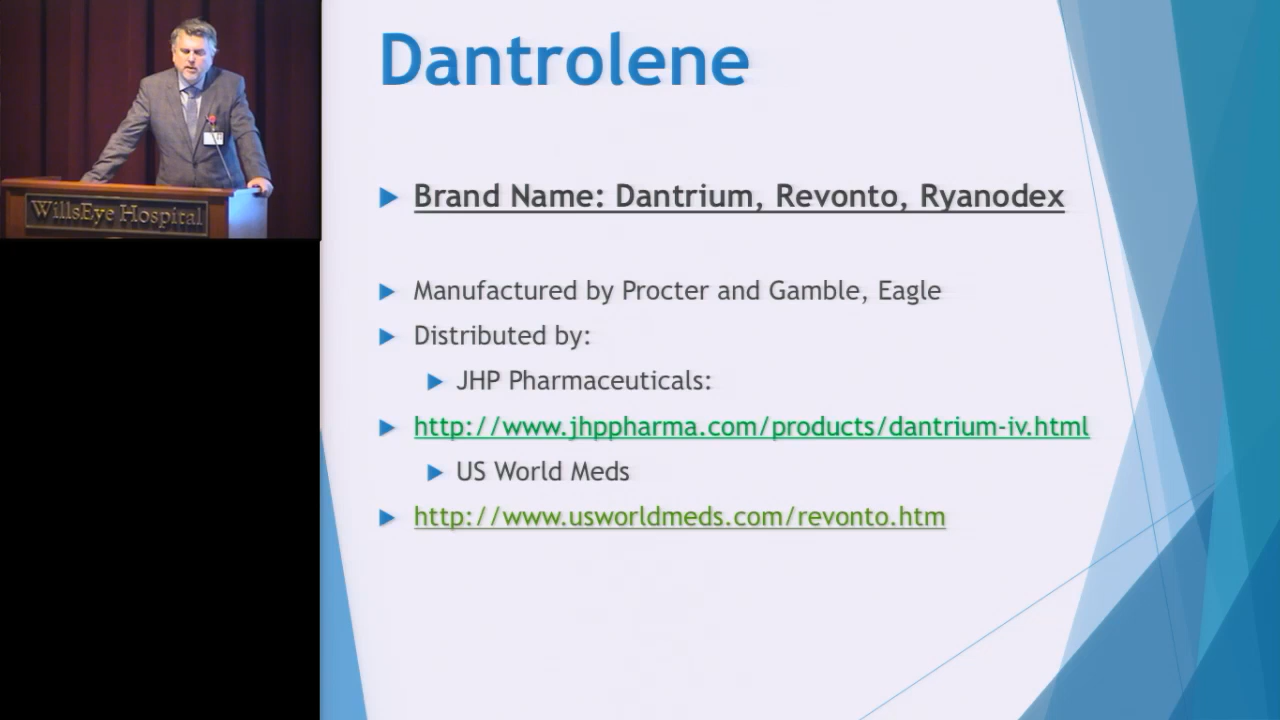 Dantrolene
Brand Name: Dantrium, Revonto, Ryanodex
Manufactured by Procter and Gamble, Eagle
Distributed by:
JHP Pharmaceuticals:
http://www.jhppharma.com/products/dantrium-iv.html
US World Meds
http://www.usworldmeds.com/revonto.htm
WillsEye Hospital